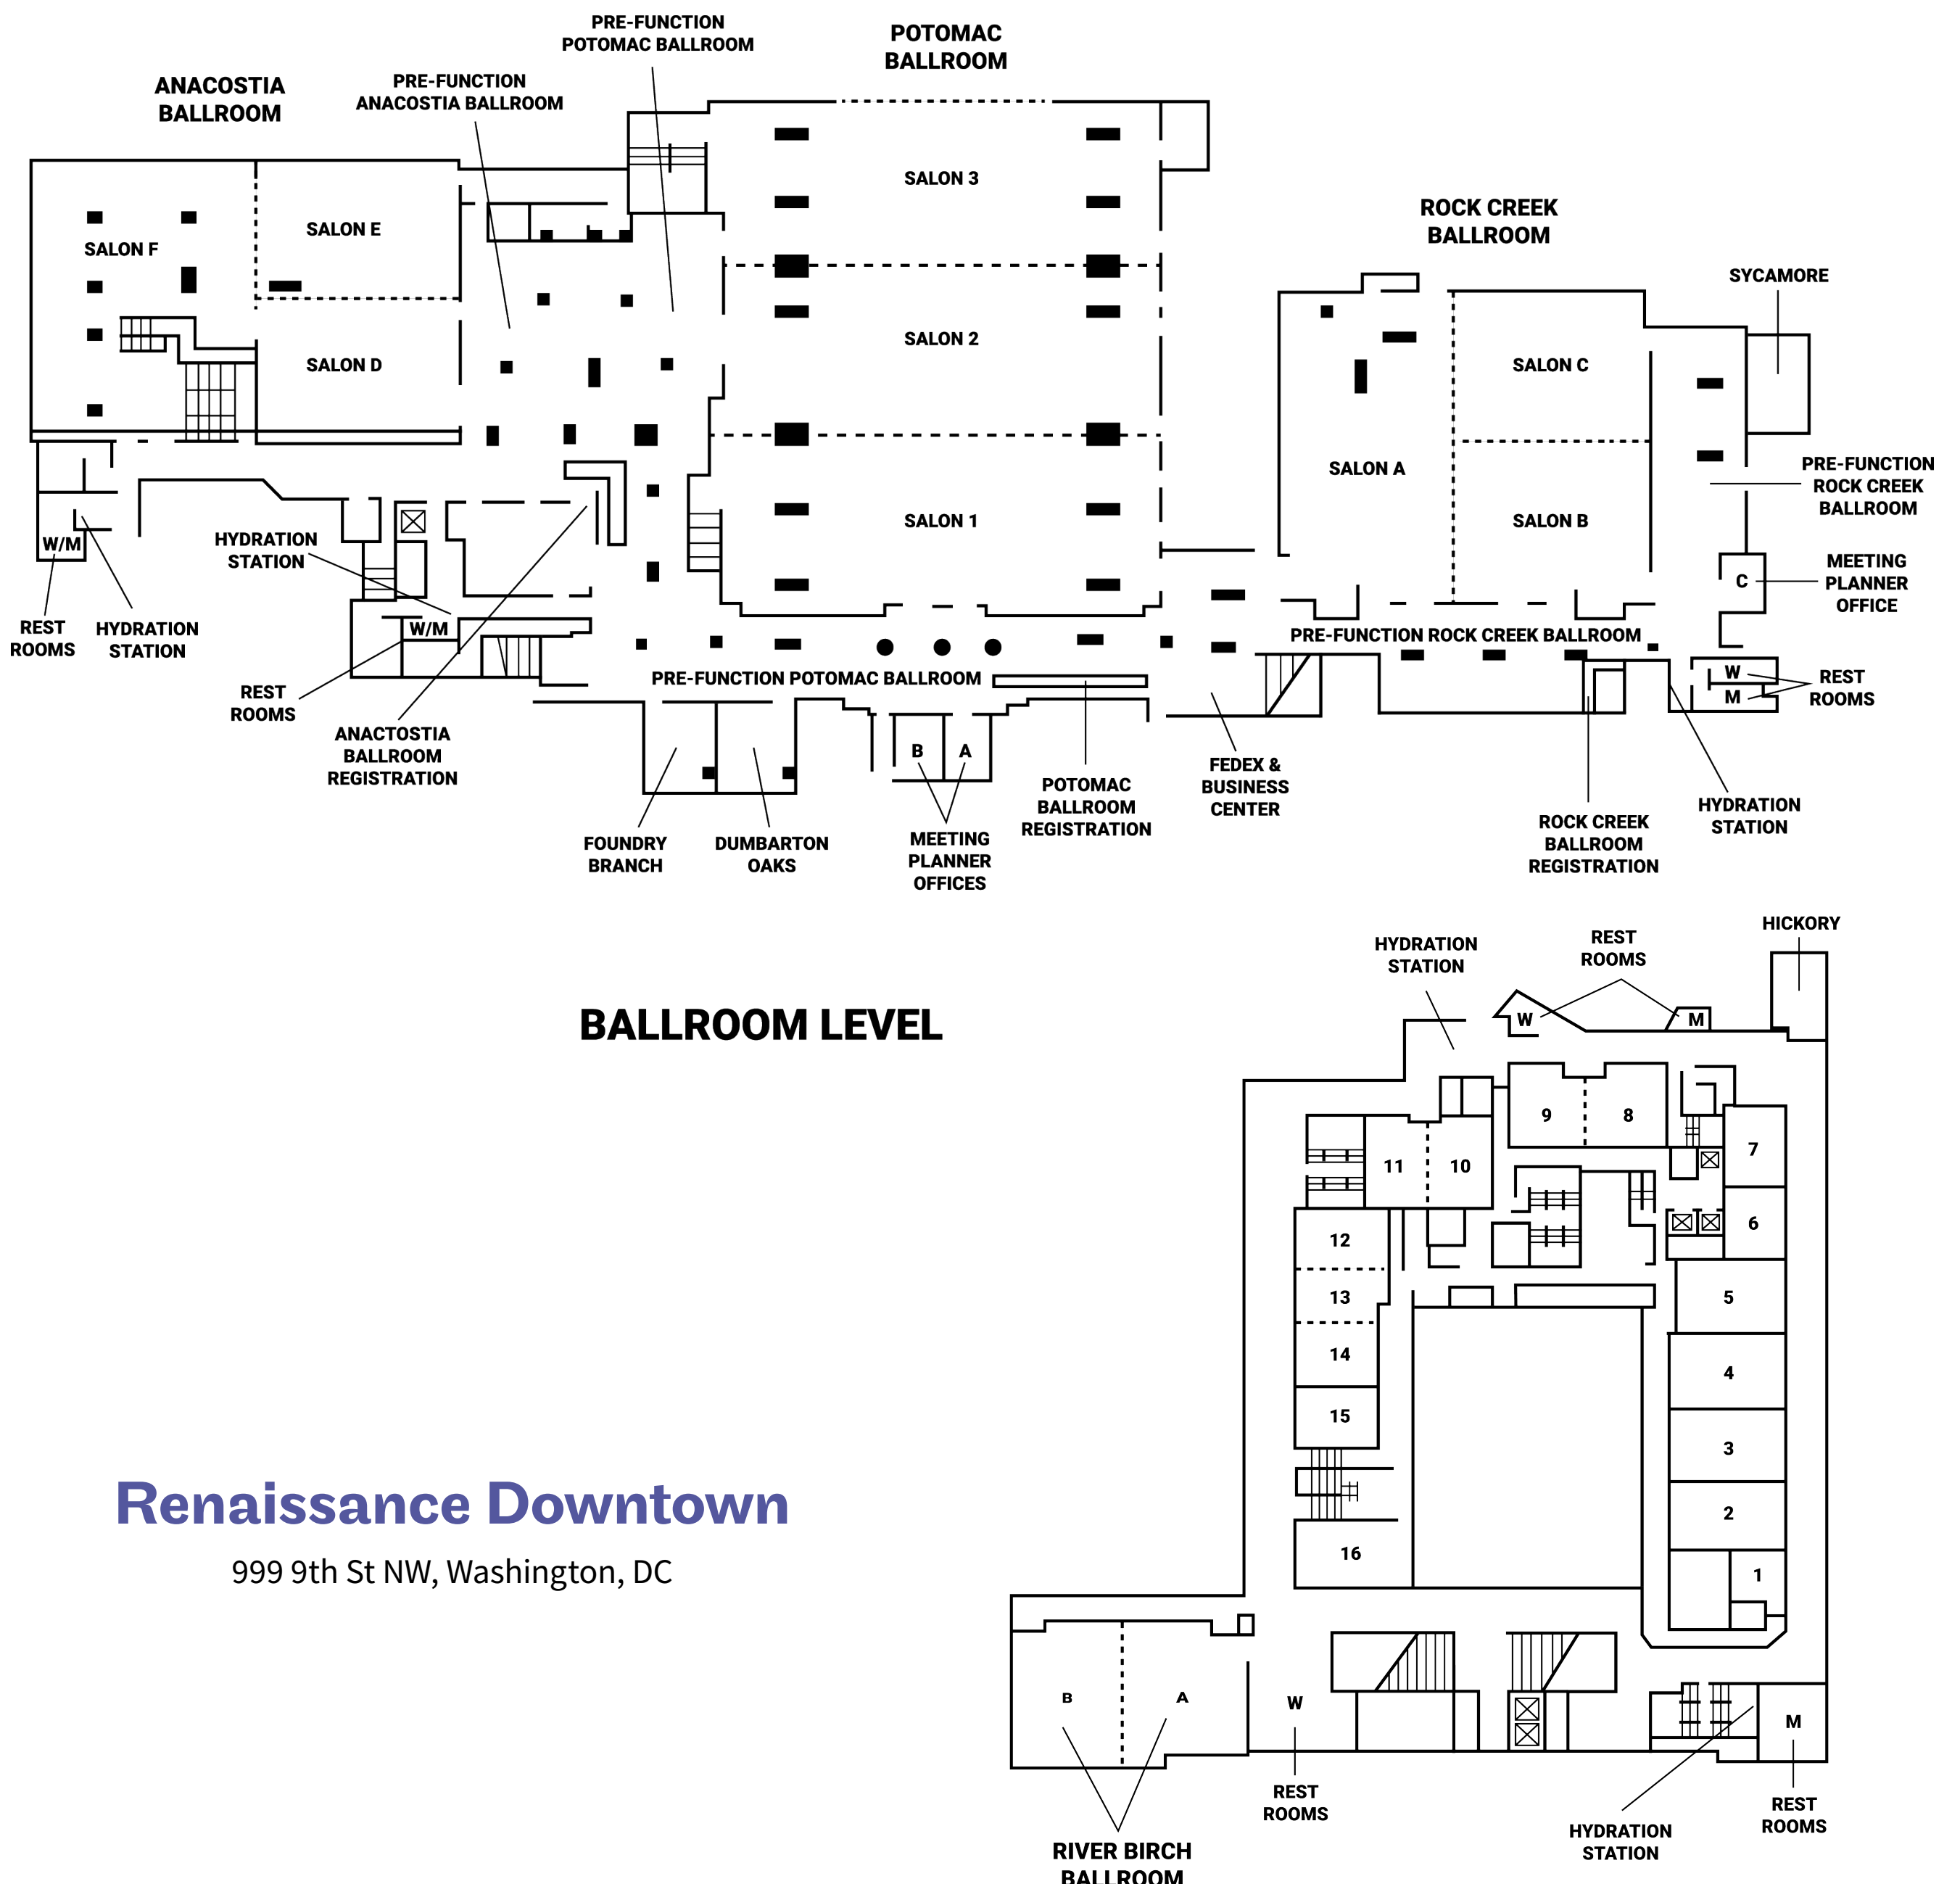 PRE-FUNCTION
POTOMAC BALLROOM
POTOMAC
BALLROOM
ANACOSTIA
BALLROOM
PRE-FUNCTION
ANACOSTIA BALLROOM
SALON 3
SALON E
SALON F
SALON D
SALON 2
SALON 1
ROCK CREEK
BALLROOM
SYCAMORE
SALON C
SALON A
SALON B
PRE-FUNCTION
ROCK CREEK
BALLROOM
C
MEETING
PLANNER
OFFICE
HYDRATION
STATION
W/M
REST
ROOMS
HYDRATION
STATION
W/M
REST
ROOMS
ANACTOSTIA
BALLROOM
REGISTRATION
PRE-FUNCTION ROCK CREEK BALLROOM
PRE-FUNCTION POTOMAC BALLROOM
W
M
REST
ROOMS
B
A
FOUNDRY
BRANCH
DUMBARTON
OAKS
MEETING
PLANNER
OFFICES
POTOMAC
BALLROOM
REGISTRATION
FEDEX &
BUSINESS
CENTER
ROCK CREEK
BALLROOM
REGISTRATION
HYDRATION
STATION
BALLROOM LEVEL
HYDRATION
STATION
REST
ROOMS
HICKORY
W
M
9
8
7
11
10
6
12
13
5
14
4
15
3
2
16
1
Renaissance Downtown
999 9th St NW, Washington, DC
B
A
W
M
REST
ROOMS
REST
ROOMS
HYDRATION
STATION
RIVER BIRCH
BALLROOM